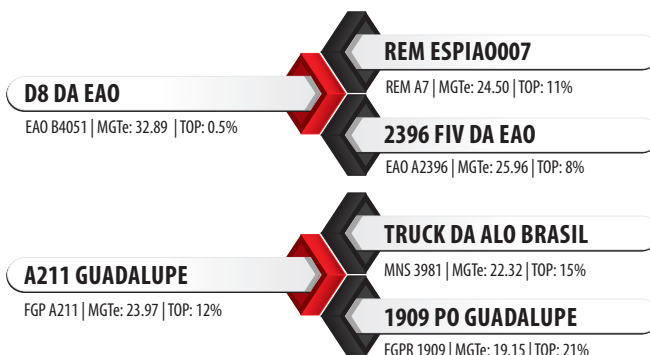 REM ESPIAO007
REM A7 | MGTe: 24.50 | TOP: 11%
D8 DA EAO
EAO B4051 | MGTe: 32.89 | TOP: 0.5%
2396 FIV DA EAO
EAO A2396 | MGTe: 25.96 | TOP: 8%
TRUCK DA ALO BRASIL
MNS 3981 | MGTe: 22.32 | TOP: 15%
A211 GUADALUPE
FGP A211 | MGTe: 23.97 | TOP: 12%
1909 PO GUADALUPE
FGPR 1909 | MGTe: 19.15 | TOP: 21%